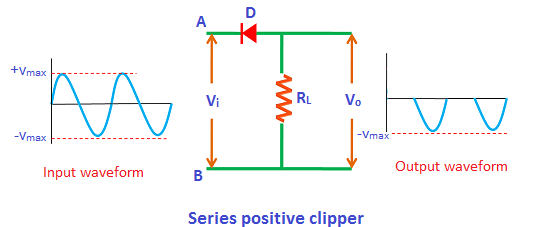 A
D
+Vmax
Vi
RL
Vo
-Vmax
-Vmax
Input waveform
B
Output waveform
Series positive clipper